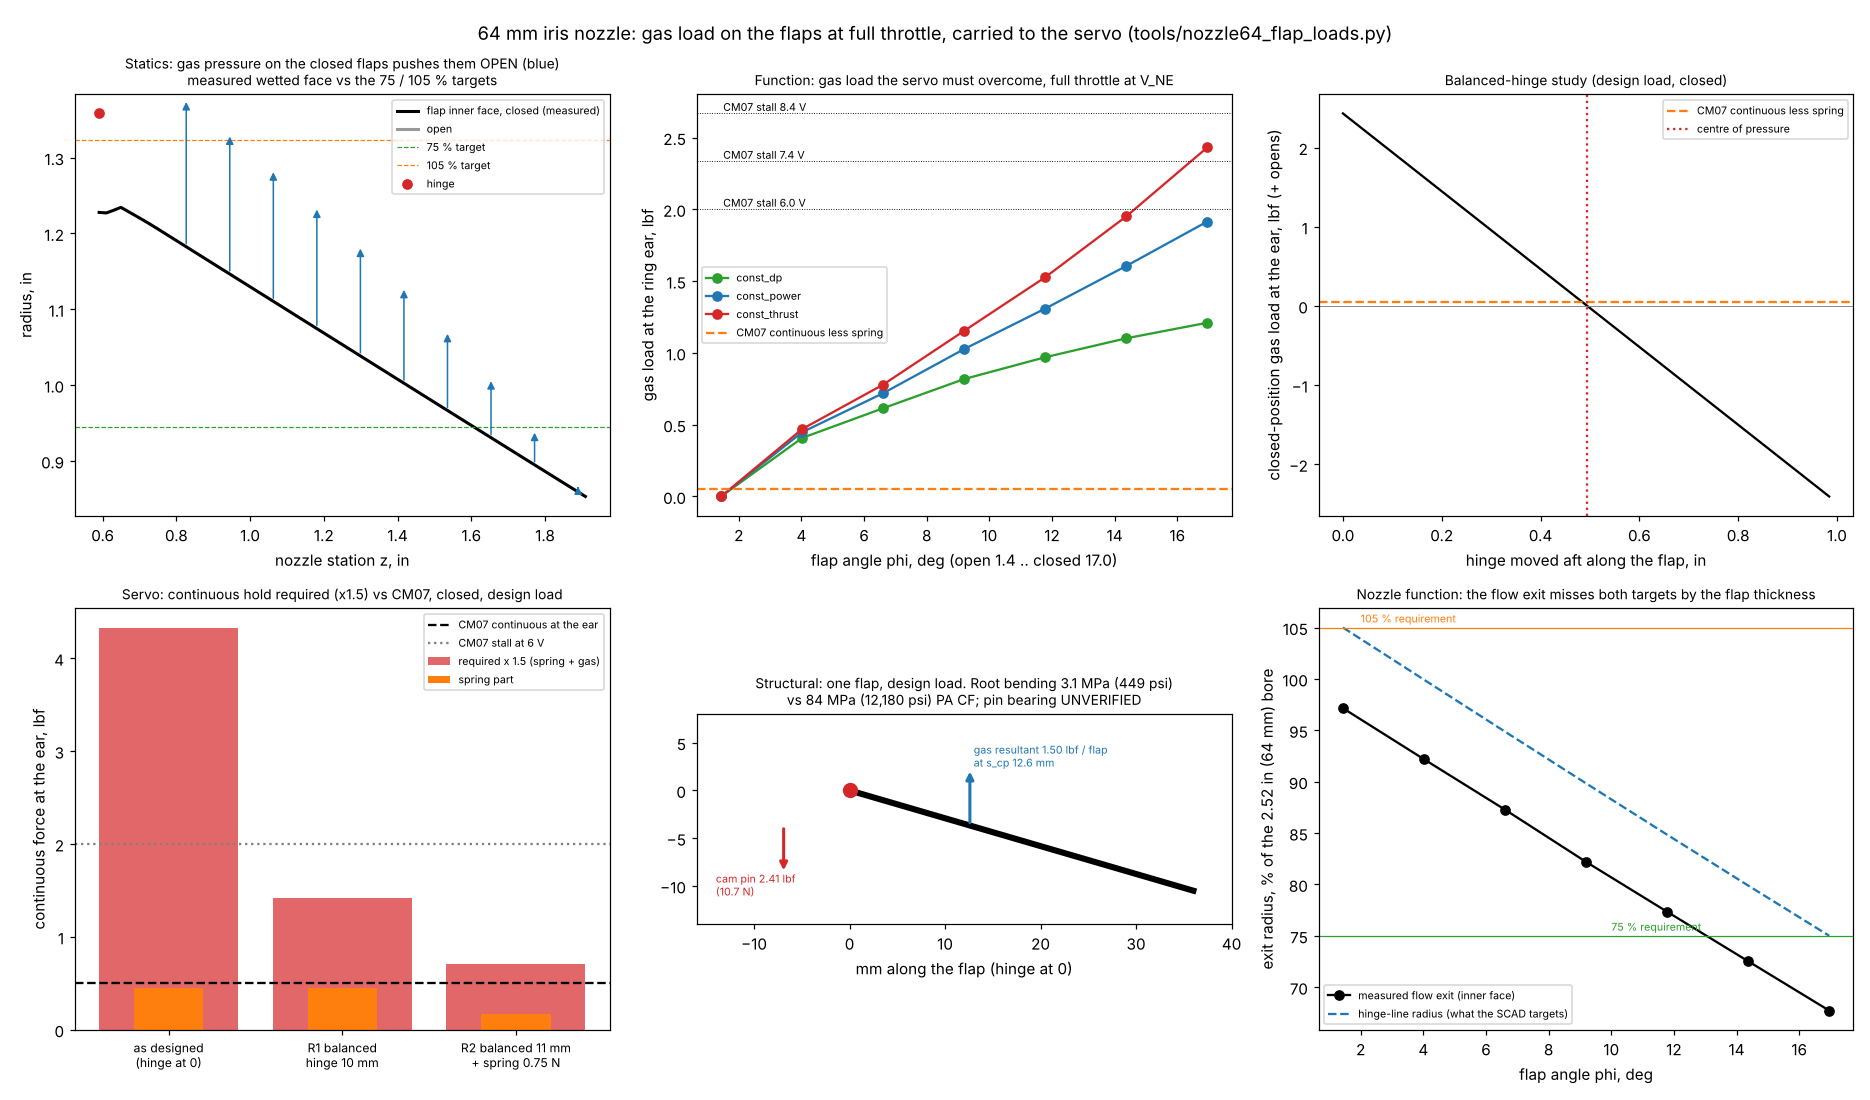 64 mm iris nozzle: gas load on the flaps at full throttle, carried to the servo (tools/nozzle64_flap_loads.py)
Statics: gas pressure on the closed flaps pushes them OPEN (blue)
measured wetted face vs the 75 / 105 % targets
flap inner face, closed (measured)
open
75 % target
105 % target
hinge
1.3
1.2
1.1
1.0
0.9
radius, in
0.6
0.8
1.0
1.2
1.4
1.6
1.8
nozzle station z, in
Function: gas load the servo must overcome, full throttle at V_NE
CM07 stall 8.4 V
CM07 stall 7.4 V
CM07 stall 6.0 V
const_dp
const_power
const_thrust
CM07 continuous less spring
2.5
2.0
1.5
1.0
0.5
0.0
gas load at the ring ear, lbf
2
4
6
8
10
12
14
16
flap angle phi, deg (open 1.4 .. closed 17.0)
Balanced-hinge study (design load, closed)
CM07 continuous less spring
centre of pressure
2
1
0
−1
−2
closed-position gas load at the ear, lbf (+ opens)
0.0
0.2
0.4
0.6
0.8
1.0
hinge moved aft along the flap, in
Servo: continuous hold required (x1.5) vs CM07, closed, design load
CM07 continuous at the ear
CM07 stall at 6 V
required x 1.5 (spring + gas)
spring part
4
3
2
1
0
continuous force at the ear, lbf
as designed
(hinge at 0)
R1 balanced
hinge 10 mm
R2 balanced 11 mm
+ spring 0.75 N
Structural: one flap, design load. Root bending 3.1 MPa (449 psi)
vs 84 MPa (12,180 psi) PA CF; pin bearing UNVERIFIED
gas resultant 1.50 lbf / flap
at s_cp 12.6 mm
cam pin 2.41 lbf
(10.7 N)
5
0
−5
−10
−10
0
10
20
30
40
mm along the flap (hinge at 0)
Nozzle function: the flow exit misses both targets by the flap thickness
105 % requirement
75 % requirement
measured flow exit (inner face)
hinge-line radius (what the SCAD targets)
105
100
95
90
85
80
75
70
exit radius, % of the 2.52 in (64 mm) bore
2
4
6
8
10
12
14
16
flap angle phi, deg